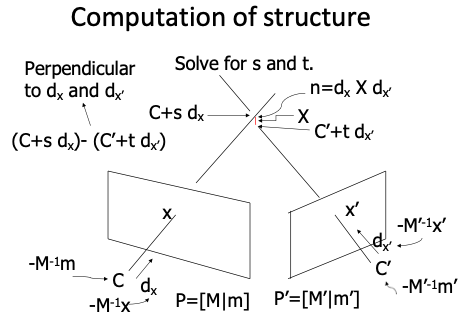 Computation of structure
Perpendicular
to dx and dx′
Solve for s and t.
n=dx X dx′
C+s dx
X
C′+t dx′
(C+s dx)- (C′+t dx′)
x
x′
-M′-1x′
dx′
-M-1m
C
dx
C′
-M′-1m′
-M-1x
P=[M|m]
P′=[M′|m′]